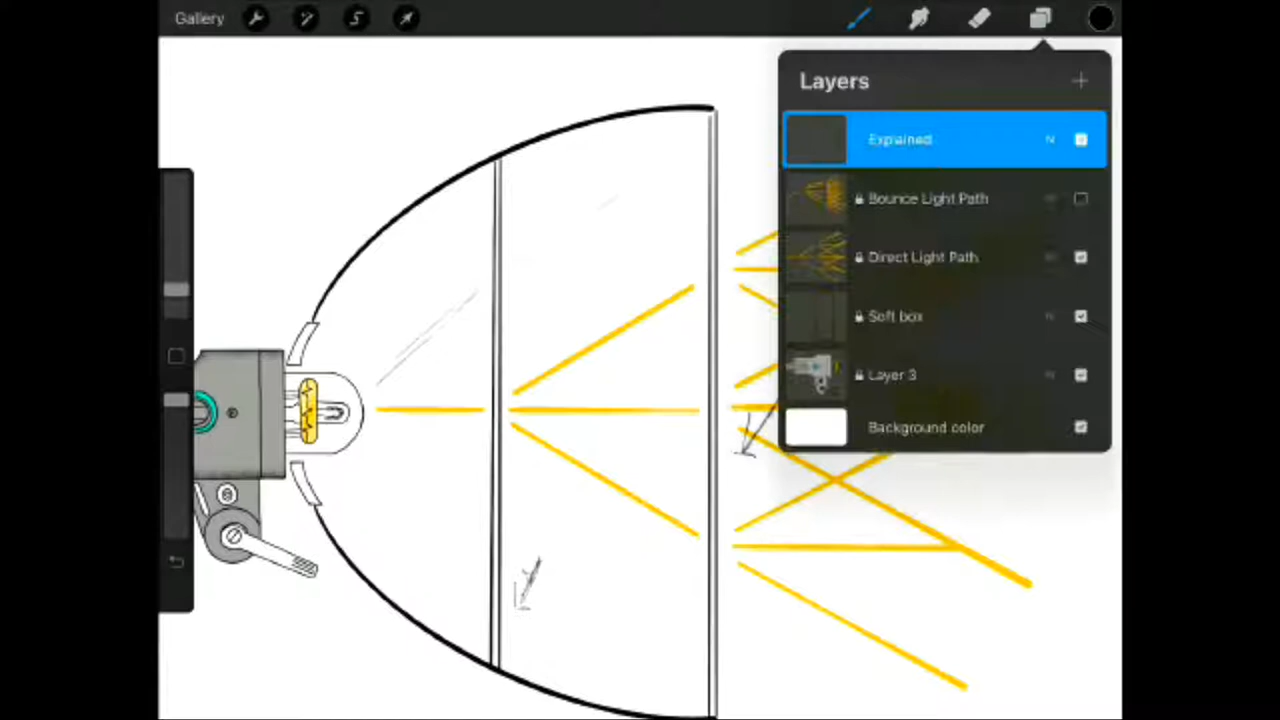 Gallery
Layers
Explained N
Bounce Light Path
Direct Light Path
Soft box N
Layer 3 N
Background color